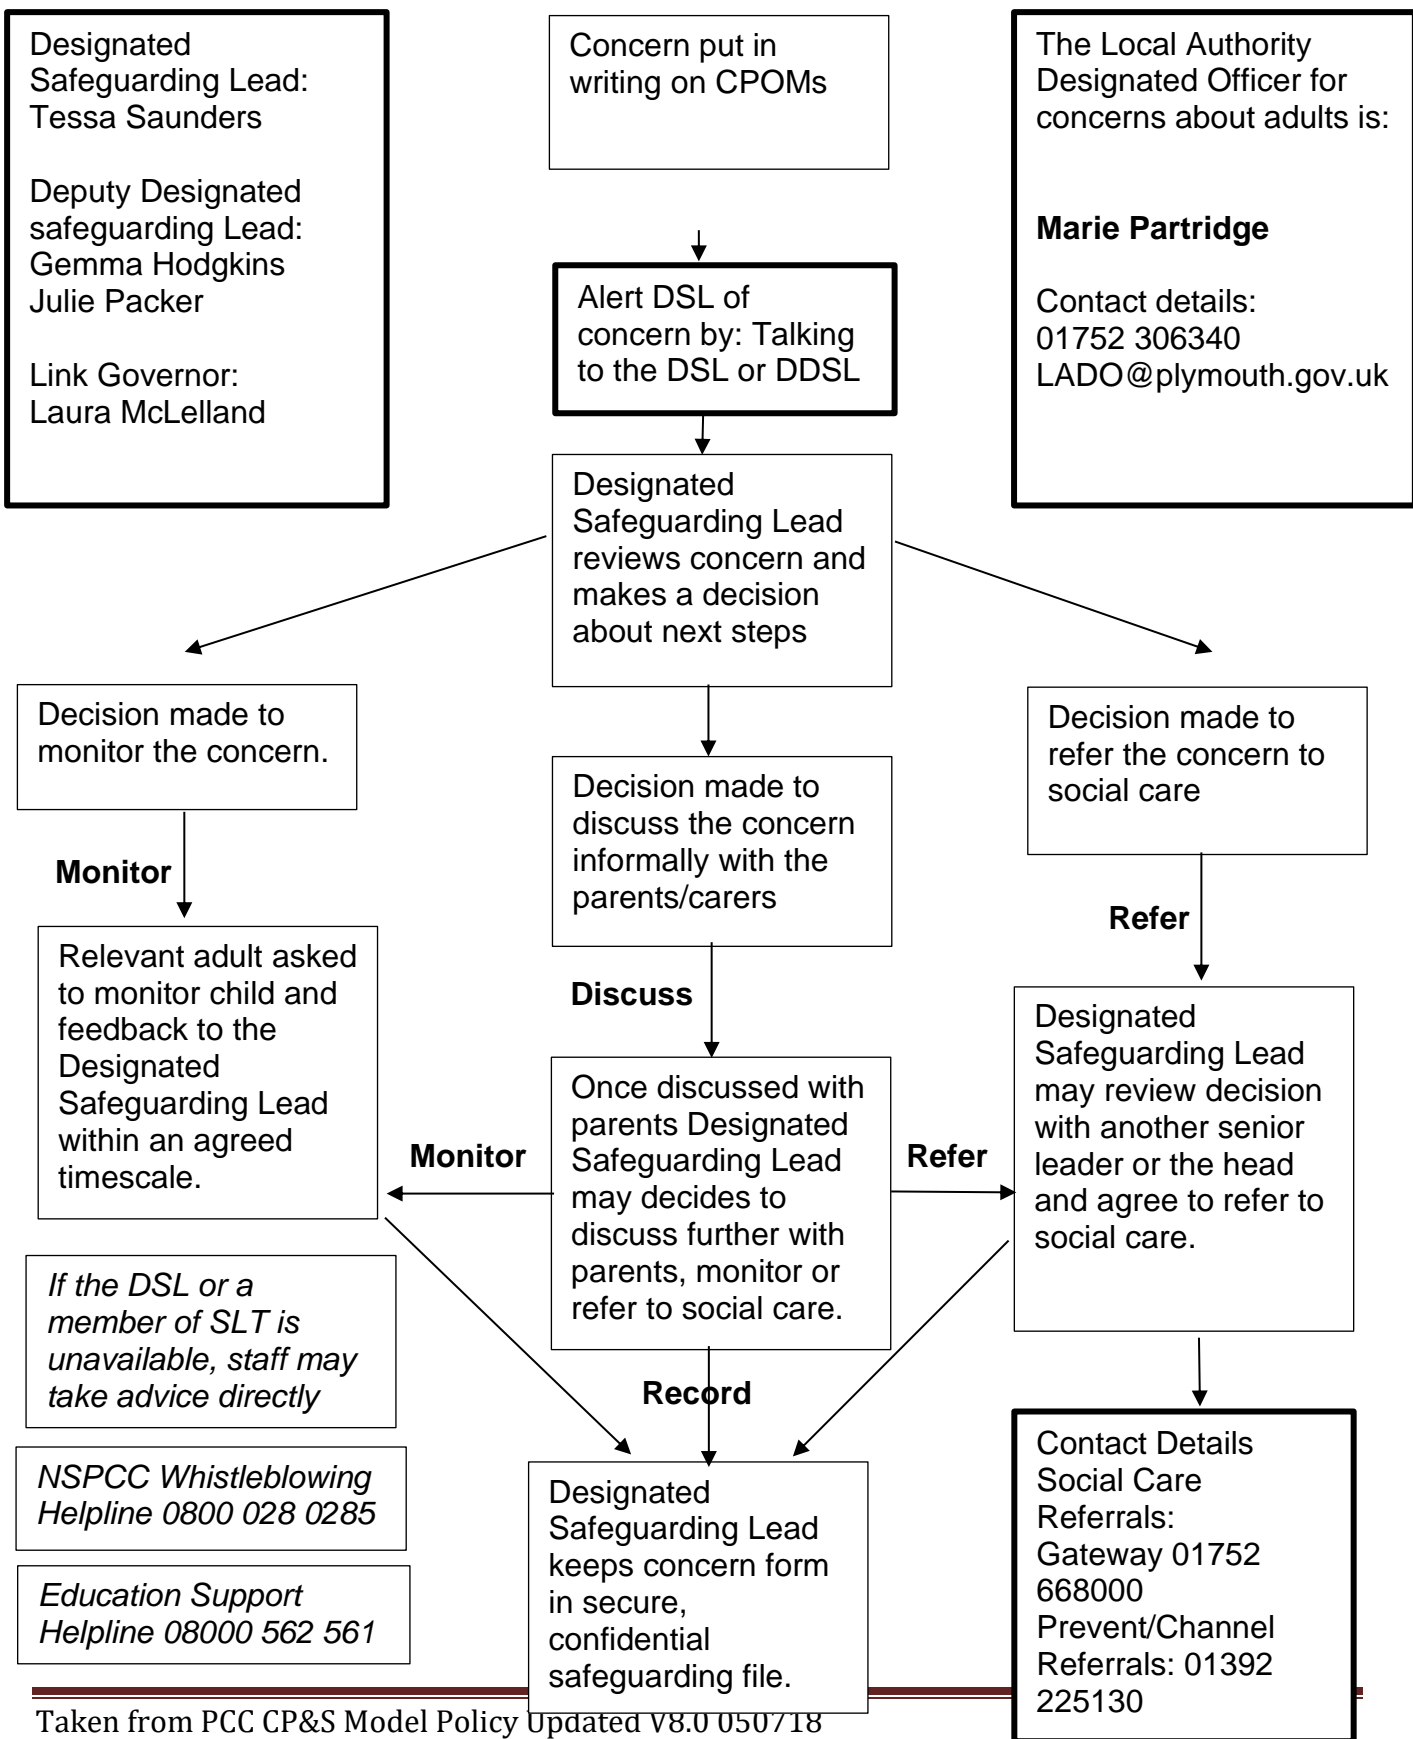 Designated
Safeguarding Lead:
Tessa Saunders
Deputy Designated
safeguarding Lead:
Gemma Hodgkins
Julie Packer
Link Governor:
Laura McLelland
Concern put in
writing on CPOMs
The Local Authority
Designated Officer for
concerns about adults is:
Marie Partridge
Contact details:
01752 306340
LADO@plymouth.gov.uk
Alert DSL of
concern by: Talking
to the DSL or DDSL
Designated
Safeguarding Lead
reviews concern and
makes a decision
about next steps
Decision made to
monitor the concern.
Decision made to
discuss the concern
informally with the
parents/carers
Decision made to
refer the concern to
social care
Monitor
Discuss
Refer
Relevant adult asked
to monitor child and
feedback to the
Designated
Safeguarding Lead
within an agreed
timescale.
Monitor
Once discussed with
parents Designated
Safeguarding Lead
may decides to
discuss further with
parents, monitor or
refer to social care.
Refer
Designated
Safeguarding Lead
may review decision
with another senior
leader or the head
and agree to refer to
social care.
If the DSL or a
member of SLT is
unavailable, staff may
take advice directly
Record
NSPCC Whistleblowing
Helpline 0800 028 0285
Education Support
Helpline 08000 562 561
Designated
Safeguarding Lead
keeps concern form
in secure,
confidential
safeguarding file.
Contact Details
Social Care
Referrals:
Gateway 01752
668000
Prevent/Channel
Referrals: 01392
225130
Taken from PCC CP&S Model Policy Updated V8.0 050718